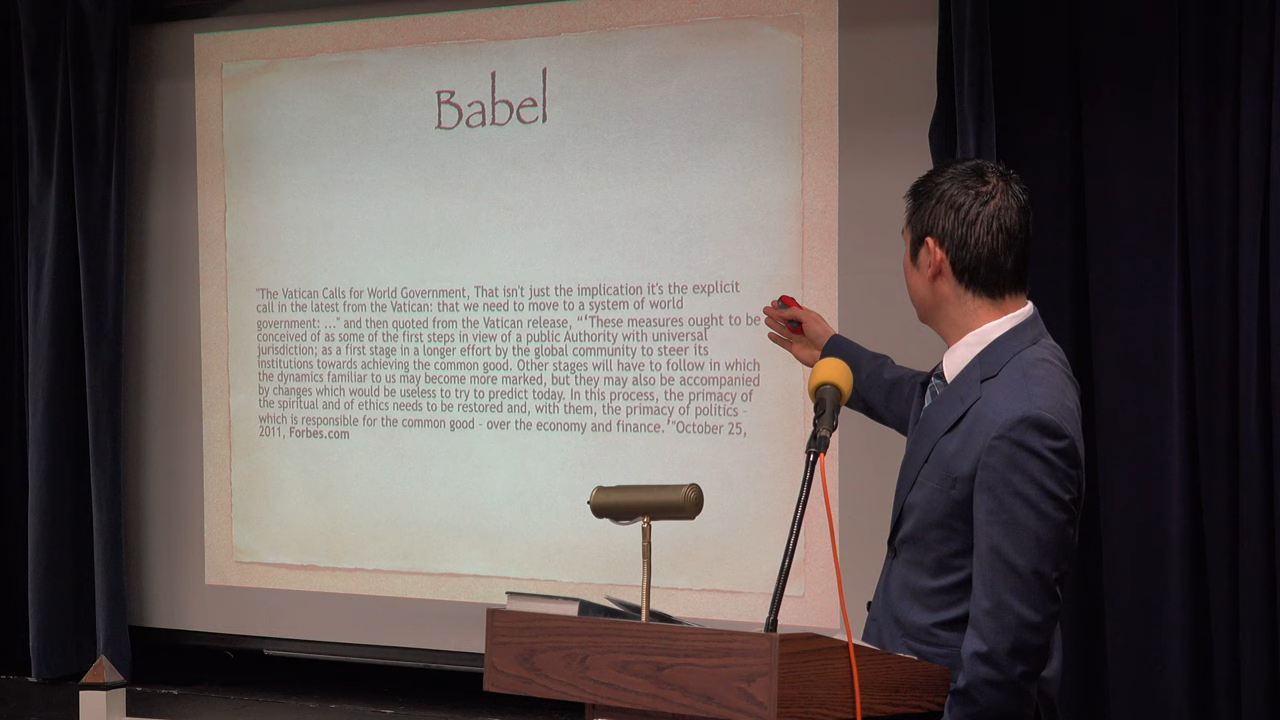 Babel
"The Vatican Calls for World Government, That isn't just the implication it's the explicit
call in the latest from the Vatican: that we need to move to a system of world
government: ..." and then quoted from the Vatican release, "'These measures ought to be
conceived of as some of the first steps in view of a public Authority with universal
jurisdiction; as a first stage in a longer effort by the global community to steer its
institutions towards achieving the common good. Other stages will have to follow in which
the dynamics familiar to us may become more marked, but they may also be accompanied
by changes which would be useless to try to predict today. In this process, the primacy of
the spiritual and of ethics needs to be restored and, with them, the primacy of politics –
which is responsible for the common good – over the economy and finance.'"October 25,
2011, Forbes.com